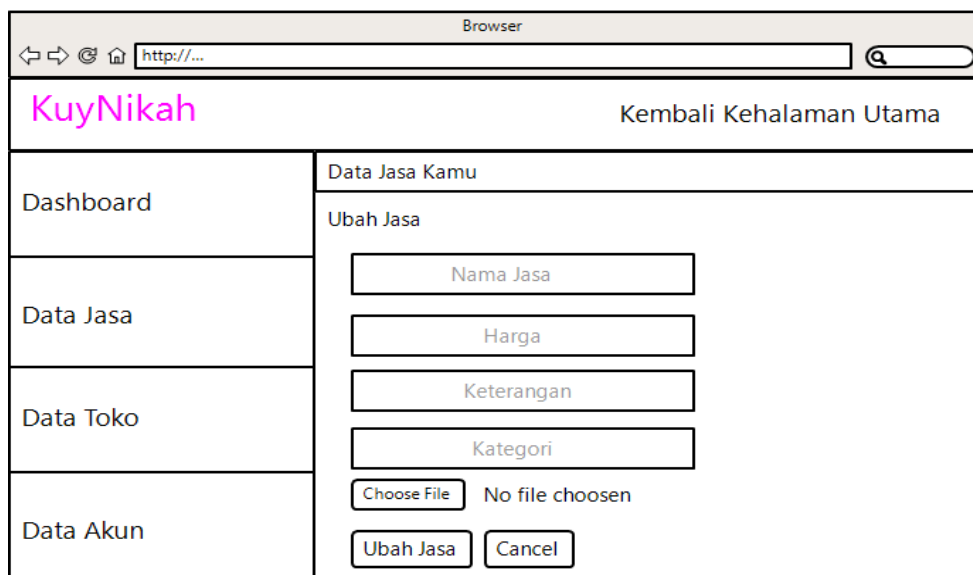 Browser
http://...
KuyNikah
Kembali Kehalaman Utama
Dashboard
Data Jasa
Data Toko
Data Akun
Data Jasa Kamu
Ubah Jasa
Nama Jasa
Harga
Keterangan
Kategori
Choose File No file choosen
Ubah Jasa Cancel